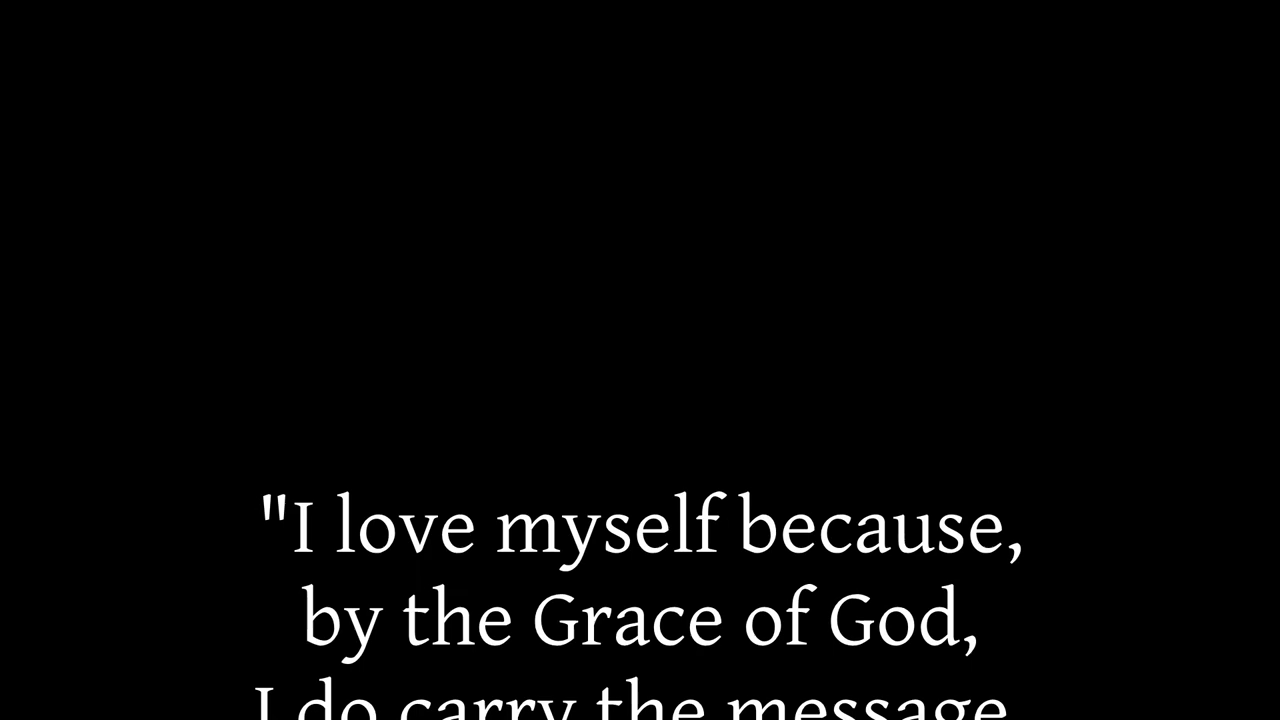 "I love myself because,
by the Grace of God,
I do carry the message